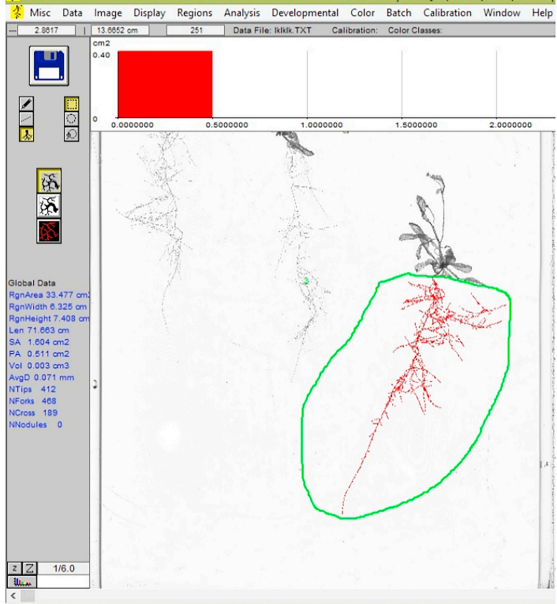 Misc Data Image Display Regions Analysis Developmental Color Batch Calibration Window Help
2.8617 | 13.6652 cm 251 Data File: lklklk.TXT Calibration: Color Classes:
cm2
0.40
0
0.0000000 0.5000000 1.0000000 1.5000000 2.0000000
Global Data
RgnArea 33.477 cm2
RgnWidth 6.325 cm
RgnHeight 7.408 cm
Len 71.663 cm
SA 1.604 cm2
PA 0.511 cm2
Vol 0.003 cm3
AvgD 0.071 mm
NTips 412
NForks 468
NCross 189
NNodules 0
z Z 1/6.0